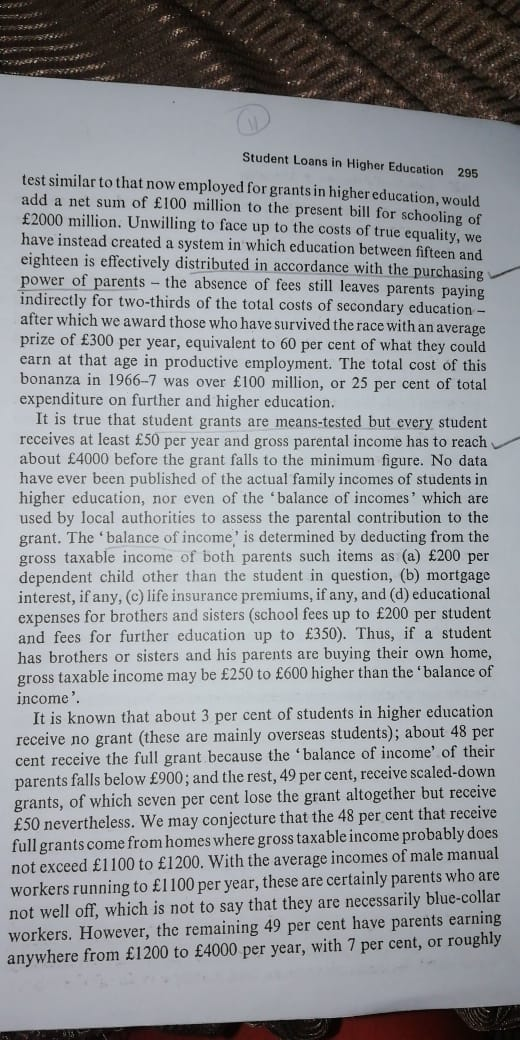 11
Student Loans in Higher Education 295
test similar to that now employed for grants in higher education, would
add a net sum of £100 million to the present bill for schooling of
£2000 million. Unwilling to face up to the costs of true equality, we
have instead created a system in which education between fifteen and
eighteen is effectively distributed in accordance with the purchasing
power of parents – the absence of fees still leaves parents paying
indirectly for two-thirds of the total costs of secondary education –
after which we award those who have survived the race with an average
prize of £300 per year, equivalent to 60 per cent of what they could
earn at that age in productive employment. The total cost of this
bonanza in 1966–7 was over £100 million, or 25 per cent of total
expenditure on further and higher education.
It is true that student grants are means-tested but every student
receives at least £50 per year and gross parental income has to reach
about £4000 before the grant falls to the minimum figure. No data
have ever been published of the actual family incomes of students in
higher education, nor even of the ‘balance of incomes’ which are
used by local authorities to assess the parental contribution to the
grant. The ‘balance of income’ is determined by deducting from the
gross taxable income of both parents such items as (a) £200 per
dependent child other than the student in question, (b) mortgage
interest, if any, (c) life insurance premiums, if any, and (d) educational
expenses for brothers and sisters (school fees up to £200 per student
and fees for further education up to £350). Thus, if a student
has brothers or sisters and his parents are buying their own home,
gross taxable income may be £250 to £600 higher than the ‘balance of
income’.
It is known that about 3 per cent of students in higher education
receive no grant (these are mainly overseas students); about 48 per
cent receive the full grant because the ‘balance of income’ of their
parents falls below £900; and the rest, 49 per cent, receive scaled-down
grants, of which seven per cent lose the grant altogether but receive
£50 nevertheless. We may conjecture that the 48 per cent that receive
full grants come from homes where gross taxable income probably does
not exceed £1100 to £1200. With the average incomes of male manual
workers running to £1100 per year, these are certainly parents who are
not well off, which is not to say that they are necessarily blue-collar
workers. However, the remaining 49 per cent have parents earning
anywhere from £1200 to £4000 per year, with 7 per cent, or roughly